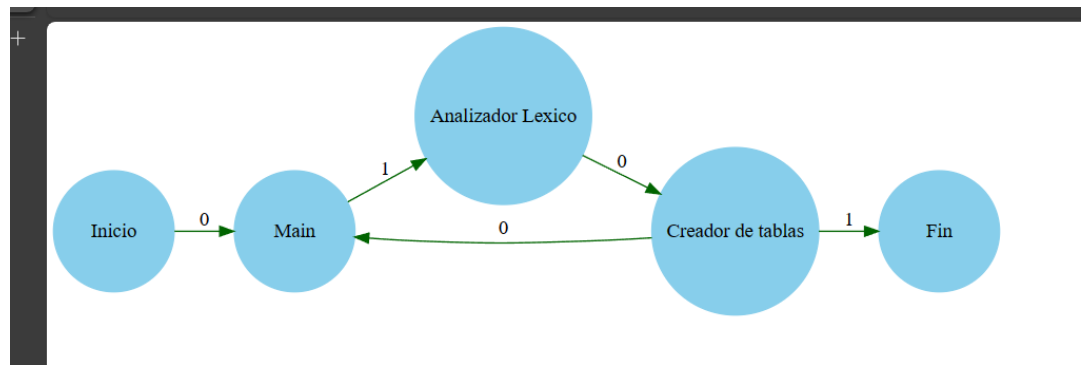 Analizador Lexico
1
0
Inicio
0
Main
0
Creador de tablas
1
Fin